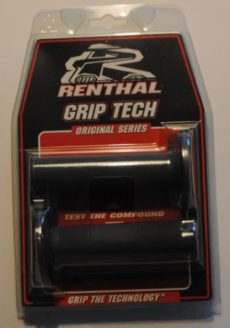 RENTHAL
GRIP TECH
ORIGINAL SERIES
TEST THE COMPOUND
GRIP THE TECHNOLOGY™